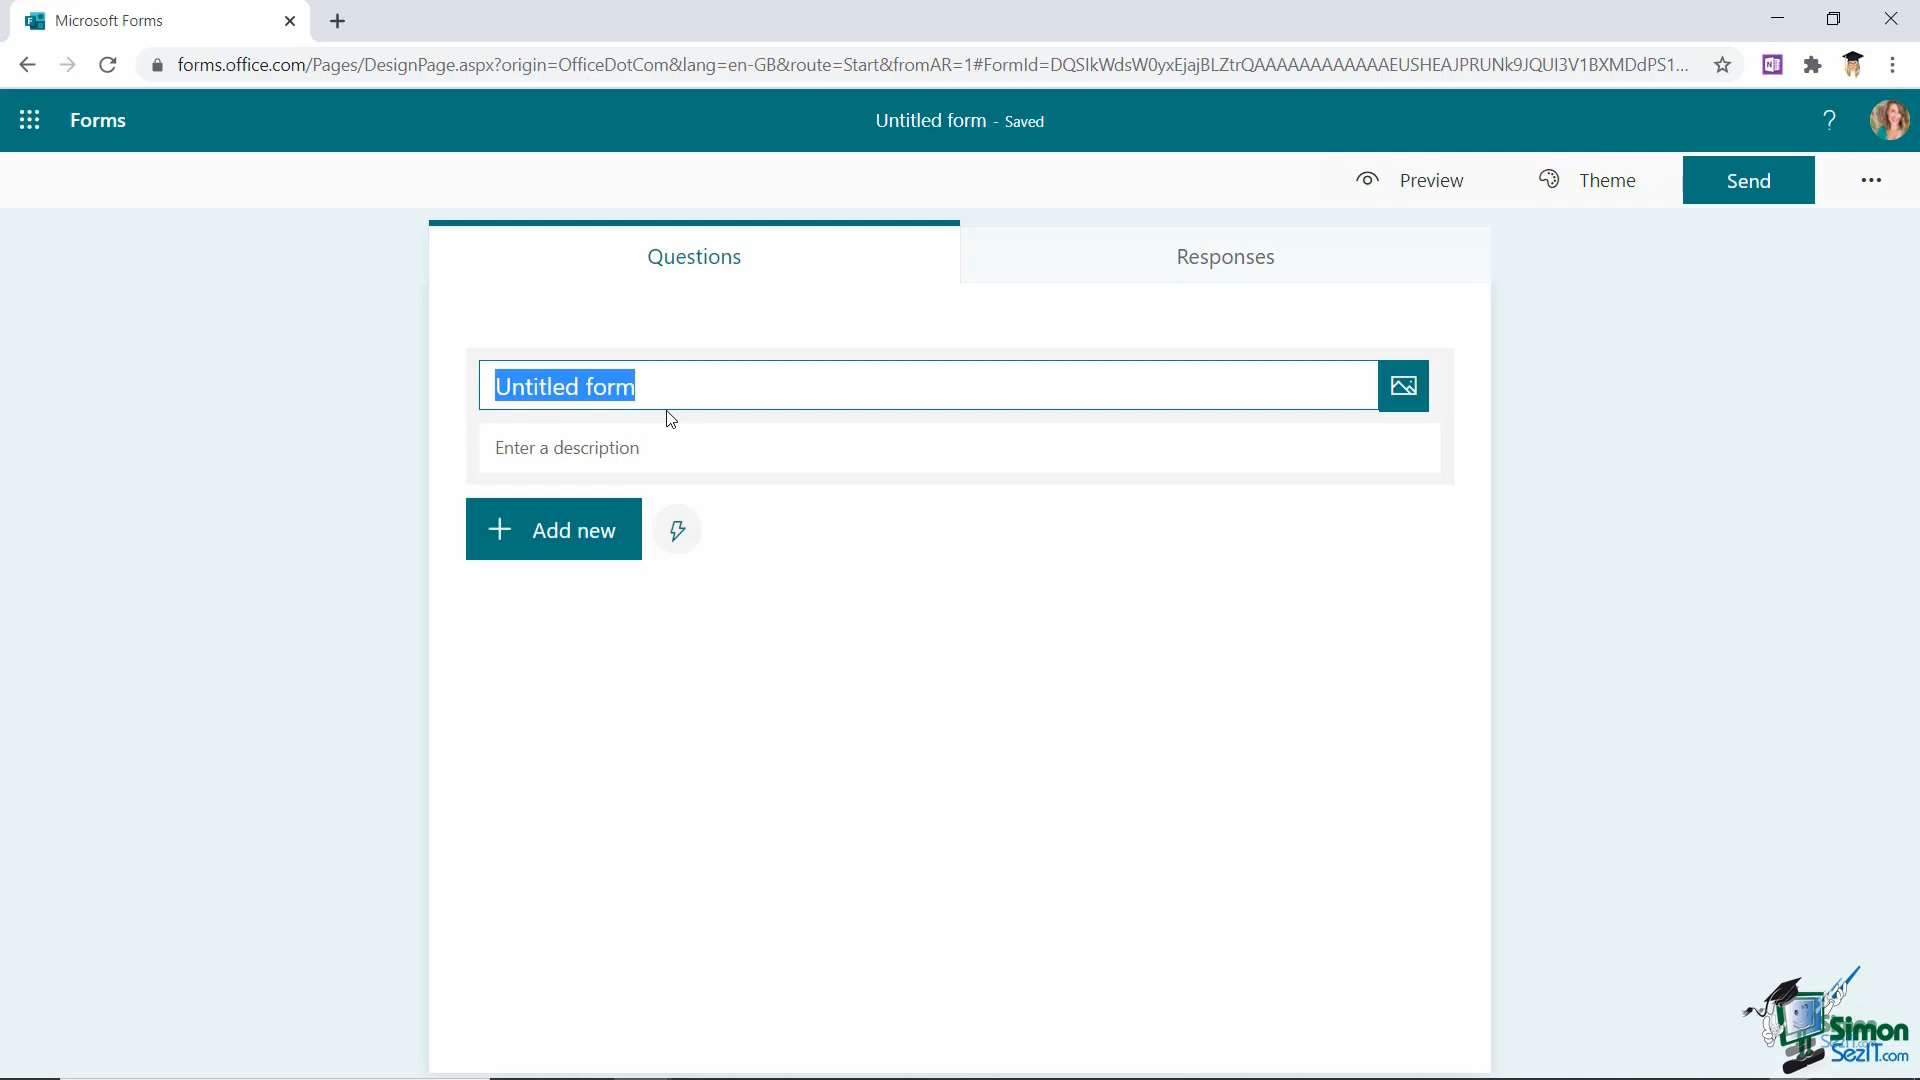 Microsoft Forms
forms.office.com/Pages/DesignPage.aspx?origin=OfficeDotCom&lang=en-GB&route=Start&fromAR=1#FormId=DQSIkWdsW0yxEjajBLZtrQAAAAAAAAAAAAEUSHEAJPRUNk9JQUI3V1BXMDdPS1...
Forms
Untitled form - Saved
?
Preview
Theme
Send
Questions
Responses
Untitled form
Enter a description
Add new
Simon
SezIT.com